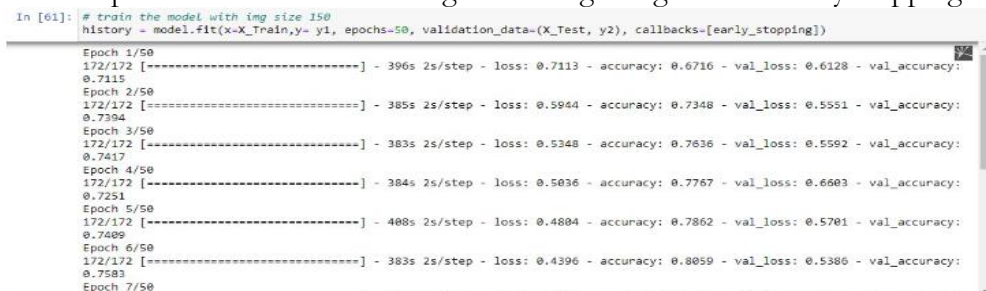 In [61]: # train the model with img size 150
history = model.fit(x=X_Train,y= y1, epochs=50, validation_data=(X_Test, y2), callbacks=[early_stopping])
Epoch 1/50
172/172 [==============================] - 396s 2s/step - loss: 0.7113 - accuracy: 0.6716 - val_loss: 0.6128 - val_accuracy:
0.7115
Epoch 2/50
172/172 [==============================] - 385s 2s/step - loss: 0.5944 - accuracy: 0.7348 - val_loss: 0.5551 - val_accuracy:
0.7394
Epoch 3/50
172/172 [==============================] - 383s 2s/step - loss: 0.5348 - accuracy: 0.7636 - val_loss: 0.5592 - val_accuracy:
0.7417
Epoch 4/50
172/172 [==============================] - 384s 2s/step - loss: 0.5036 - accuracy: 0.7767 - val_loss: 0.6603 - val_accuracy:
0.7251
Epoch 5/50
172/172 [==============================] - 408s 2s/step - loss: 0.4804 - accuracy: 0.7862 - val_loss: 0.5701 - val_accuracy:
0.7409
Epoch 6/50
172/172 [==============================] - 383s 2s/step - loss: 0.4396 - accuracy: 0.8059 - val_loss: 0.5386 - val_accuracy:
0.7583
Epoch 7/50